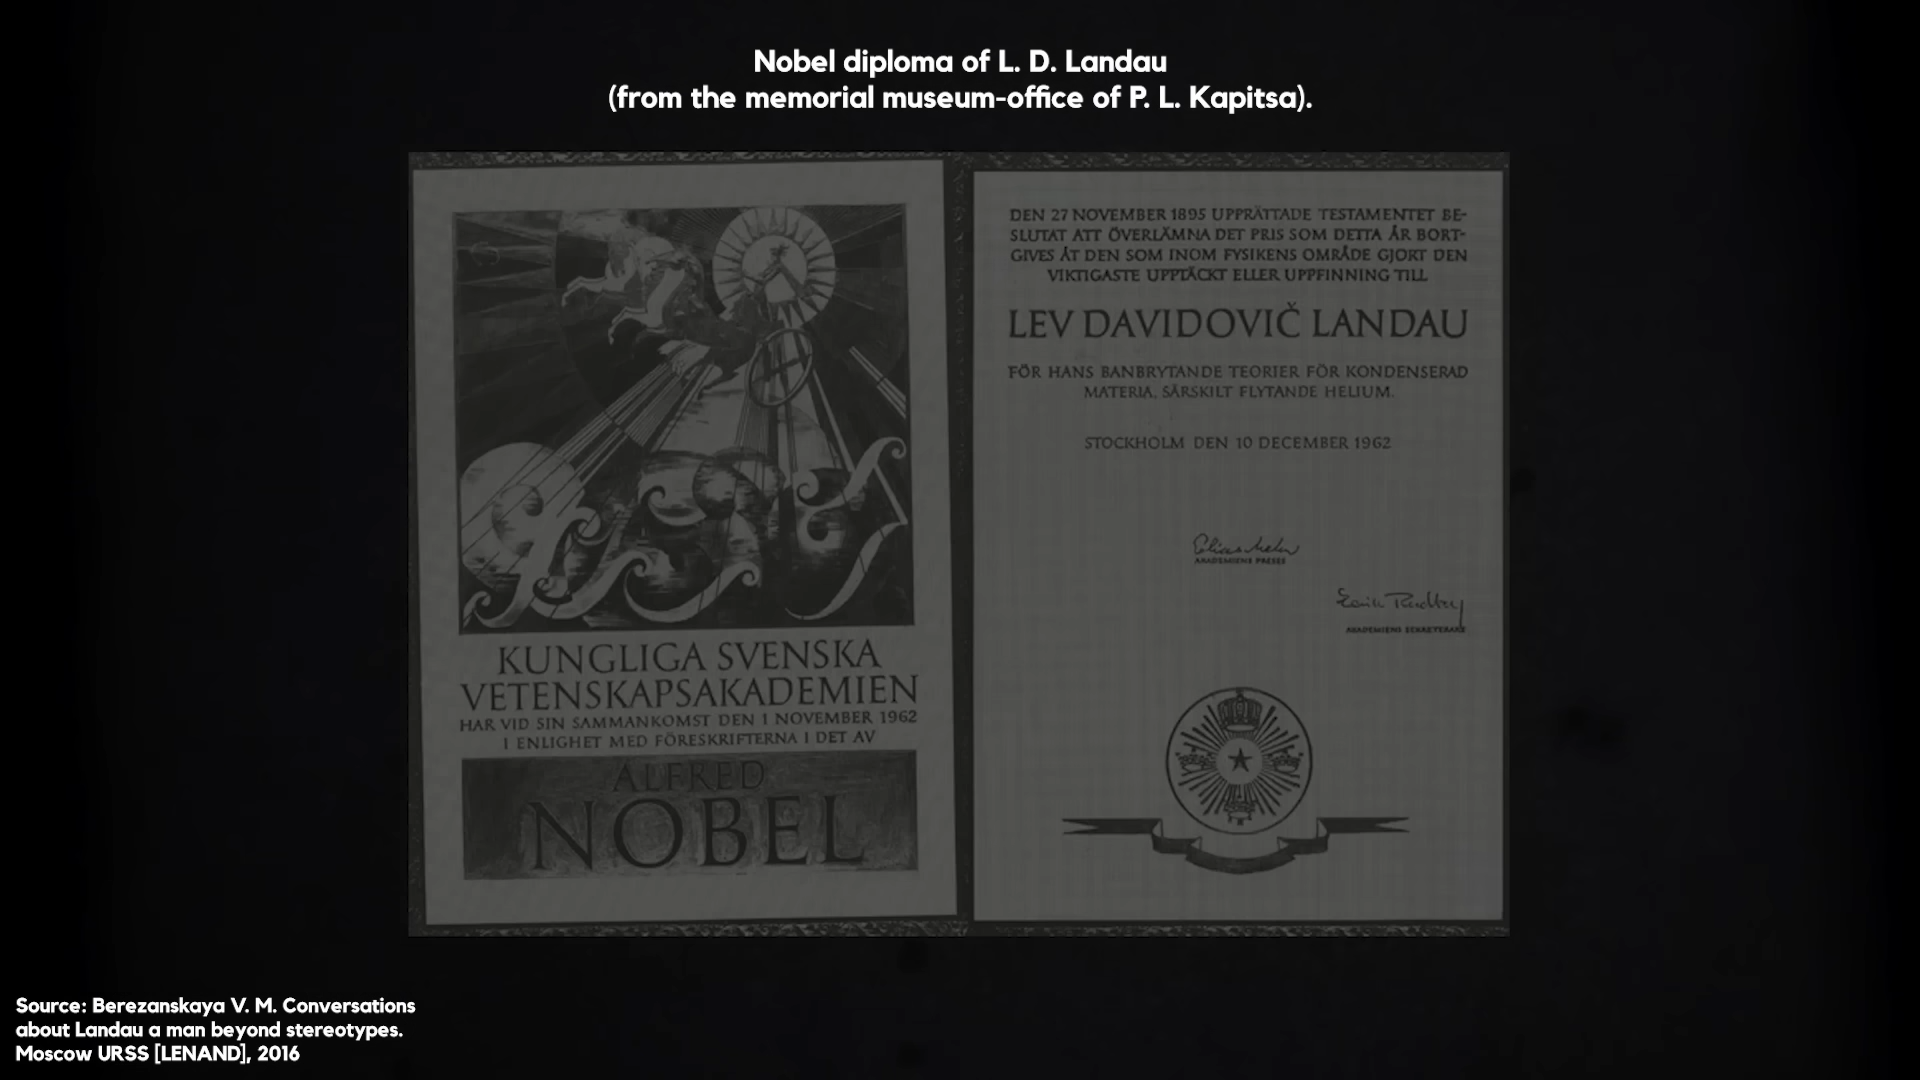 Nobel diploma of L. D. Landau
(from the memorial museum-office of P. L. Kapitsa).
KUNGLIGA SVENSKA
VETENSKAPSAKADEMIEN
HAR VID SIN SAMMANKOMST DEN 1 NOVEMBER 1962
I ENLIGHET MED FÖRESKRIFTERNA I DET AV
ALFRED
NOBEL
DEN 27 NOVEMBER 1895 UPPRÄTTADE TESTAMENTET BE-
SLUTAT ATT ÖVERLÄMNA DET PRIS SOM DETTA ÅR BORT-
GIVES ÅT DEN SOM INOM FYSIKENS OMRÅDE GJORT DEN
VIKTIGASTE UPPTÄCKT ELLER UPPFINNING TILL
LEV DAVIDOVIČ LANDAU
FÖR HANS BANBRYTANDE TEORIER FÖR KONDENSERAD
MATERIA, SÄRSKILT FLYTANDE HELIUM.
STOCKHOLM DEN 10 DECEMBER 1962
AKADEMIENS PRESES
AKADEMIENS SEKRETERARE
Source: Berezanskaya V. M. Conversations
about Landau a man beyond stereotypes.
Moscow URSS [LENAND], 2016